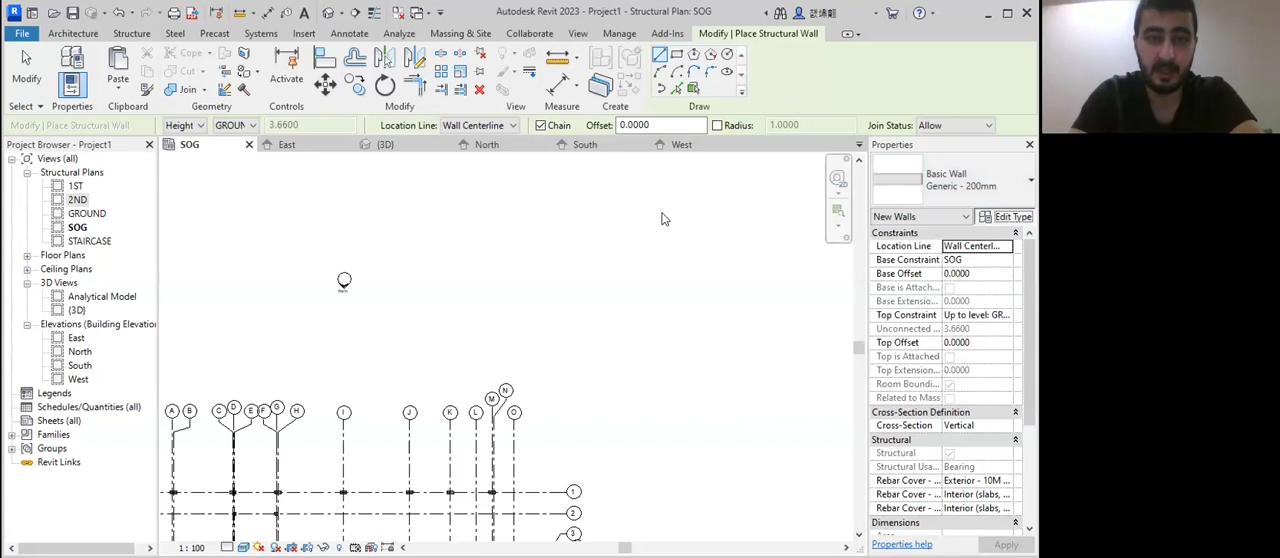 Autodesk Revit 2023 - Project1 - Structural Plan: SOG
File Architecture Structure Steel Precast Systems Insert Annotate Analyze Massing & Site Collaborate View Manage Add-Ins Modify | Place Structural Wall
Modify Paste Cope Cut Join Activate
Select Properties Clipboard Geometry Controls Modify View Measure Create Draw
Modify | Place Structural Wall Height GROUN 3.6600 Location Line: Wall Centerline Chain Offset: 0.0000 Radius: 1.0000 Join Status: Allow
Project Browser - Project1
SOG East {3D} North South West
Properties
Views (all)
Structural Plans
1ST
2ND
GROUND
SOG
STAIRCASE
Floor Plans
Ceiling Plans
3D Views
Analytical Model
{3D}
Elevations (Building Elevation
East
North
South
West
Legends
Schedules/Quantities (all)
Sheets (all)
Families
Groups
Revit Links
A B C D E F G H I J K L M N O
1
2
3
1 : 100
Basic Wall
Generic - 200mm
New Walls Edit Type
Constraints
Location Line Wall Centerl...
Base Constraint SOG
Base Offset 0.0000
Base is Attach...
Base Extensio... 0.0000
Top Constraint Up to level: GR...
Unconnected ... 3.6600
Top Offset 0.0000
Top is Attached
Top Extension... 0.0000
Room Boundi...
Related to Mass
Cross-Section Definition
Cross-Section Vertical
Structural
Structural
Structural Usa... Bearing
Rebar Cover - ... Exterior - 10M ...
Rebar Cover - ... Interior (slabs, ...
Rebar Cover - ... Interior (slabs, ...
Dimensions
Properties help Apply